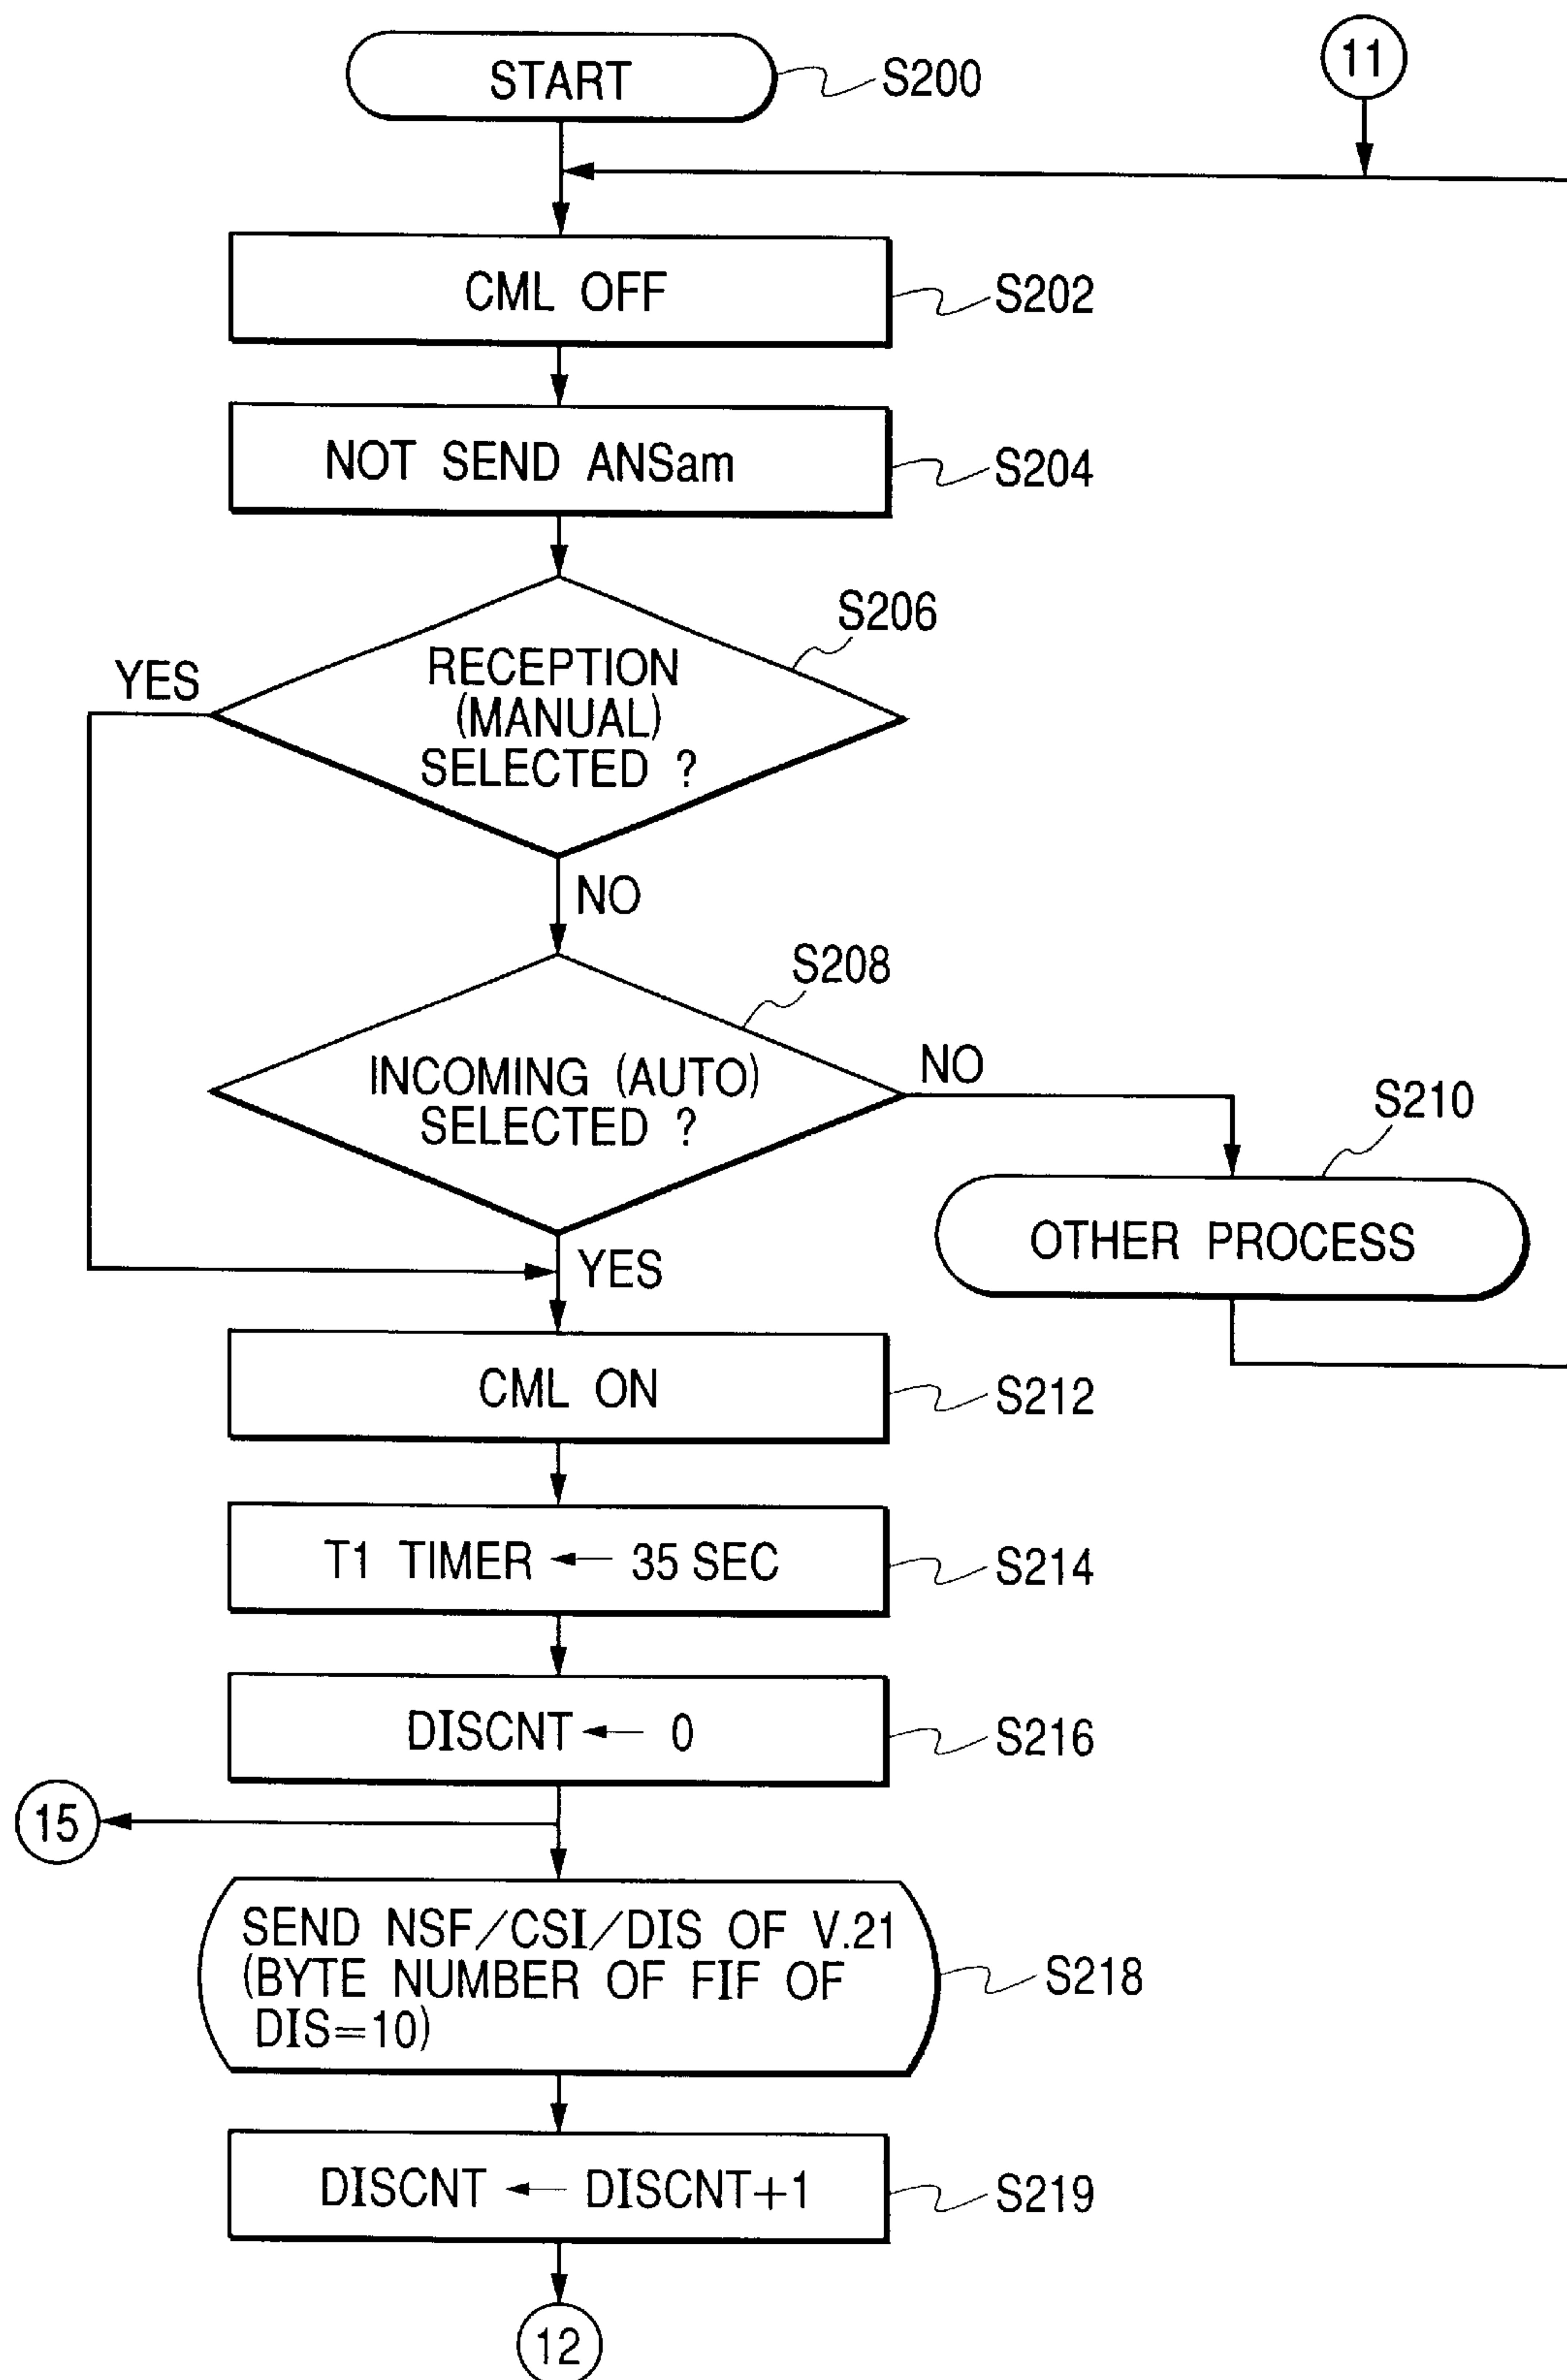 START
S200
11
CML OFF
S202
NOT SEND ANSam
S204
S206
YES
RECEPTION
(MANUAL)
SELECTED ?
NO
S208
INCOMING (AUTO)
SELECTED ?
NO
S210
OTHER PROCESS
YES
CML ON
S212
T1 TIMER ← 35 SEC
S214
DISCNT ← 0
S216
15
SEND NSF/CSI/DIS OF V.21
(BYTE NUMBER OF FIF OF
DIS=10)
S218
DISCNT ← DISCNT+1
S219
12